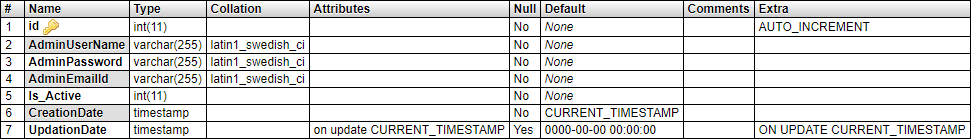 # Name Type Collation Attributes Null Default Comments Extra
1 id int(11) No None AUTO_INCREMENT
2 AdminUserName varchar(255) latin1_swedish_ci No None
3 AdminPassword varchar(255) latin1_swedish_ci No None
4 AdminEmailId varchar(255) latin1_swedish_ci No None
5 Is_Active int(11) No None
6 CreationDate timestamp No CURRENT_TIMESTAMP
7 UpdationDate timestamp on update CURRENT_TIMESTAMP Yes 0000-00-00 00:00:00 ON UPDATE CURRENT_TIMESTAMP